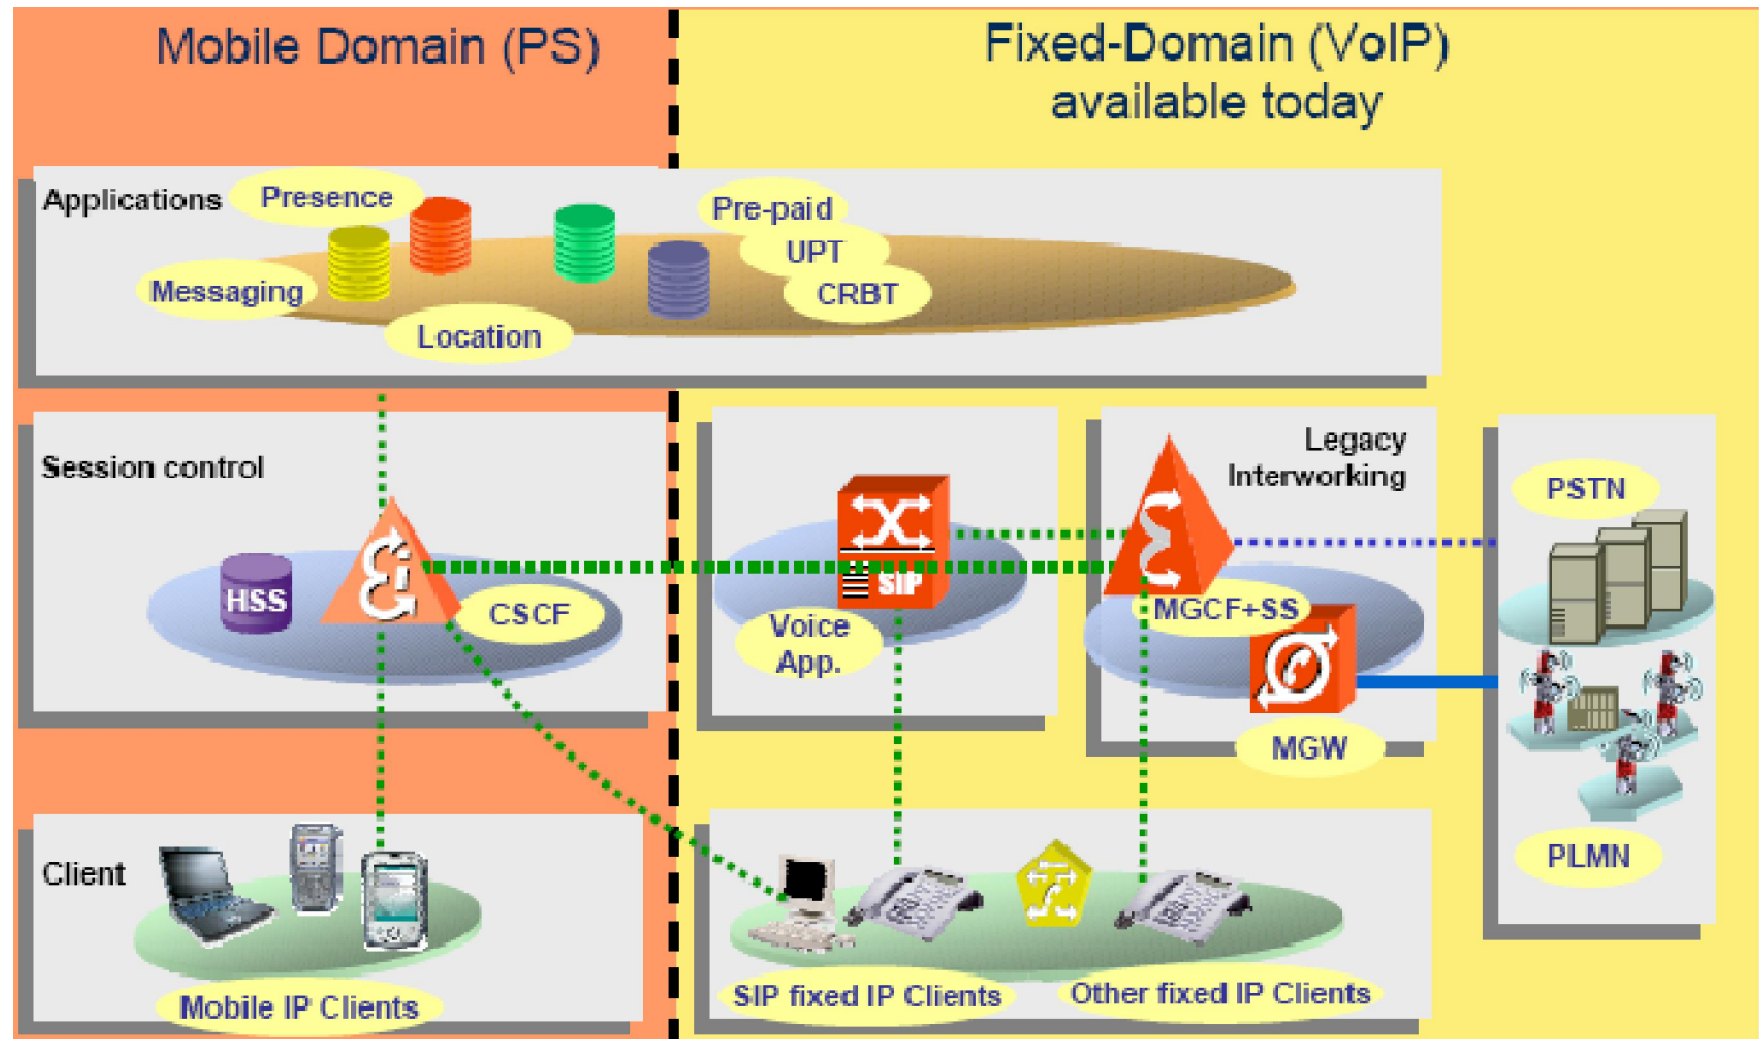 Mobile Domain (PS)
Fixed-Domain (VoIP)
available today
Applications
Presence
Messaging
Location
Pre-paid
UPT
CRBT
Session control
HSS
CSCF
SIP
Voice
App.
Legacy
Interworking
MGCF+SS
MGW
PSTN
PLMN
Client
Mobile IP Clients
SIP fixed IP Clients
Other fixed IP Clients